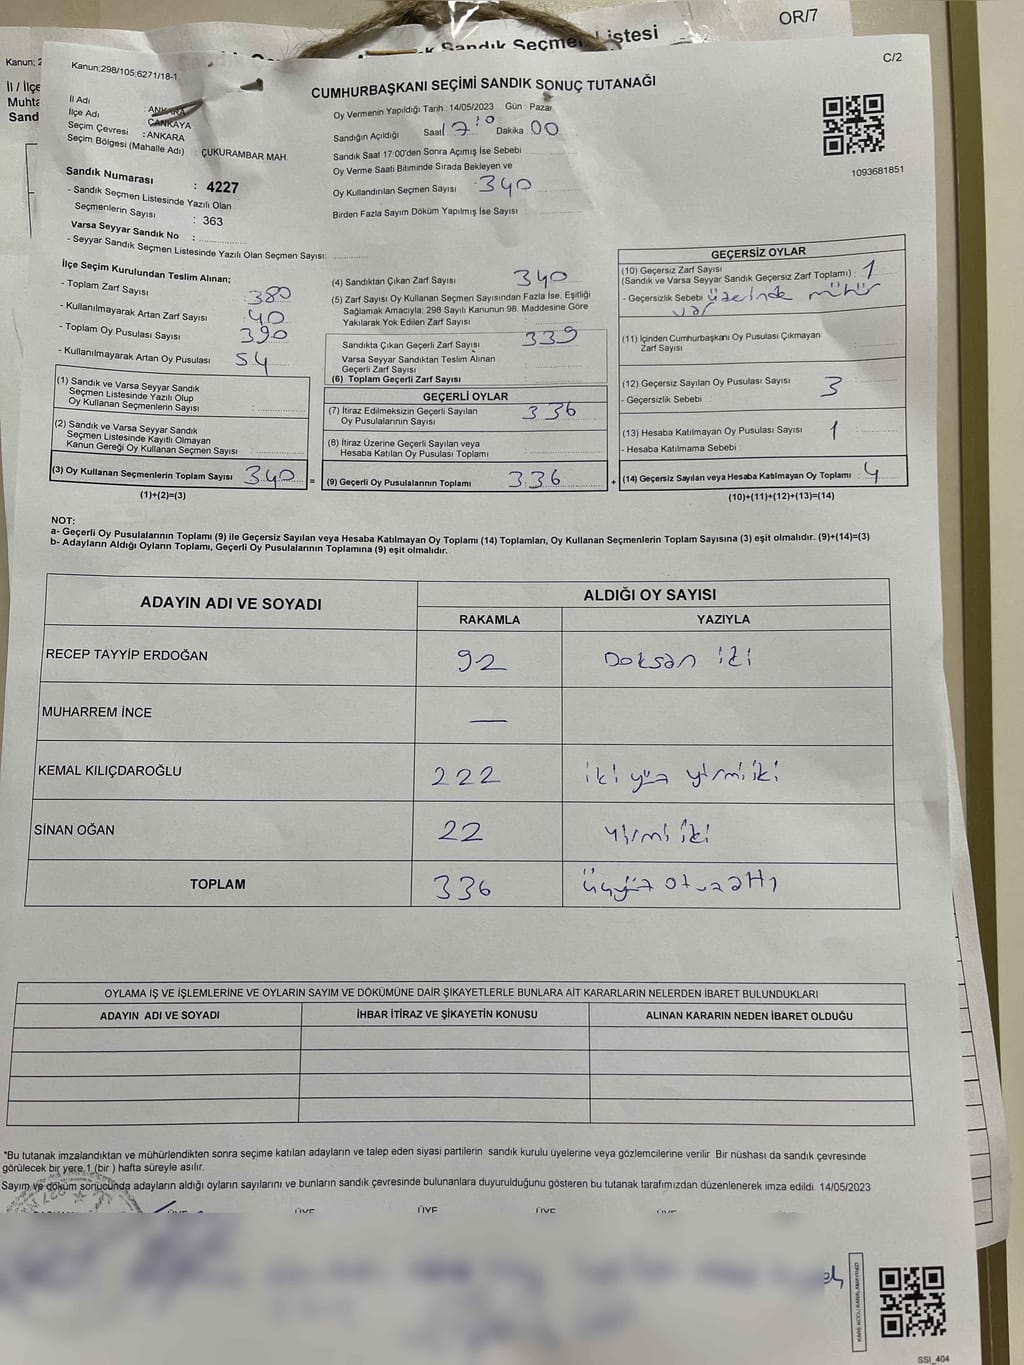 OR/7
Sandık Seçmen Listesi
Kanun; 2
İl / İlçe
Muhta
Sand
Kanun;298/105;6271/18-1
C/2
CUMHURBAŞKANI SEÇİMİ SANDIK SONUÇ TUTANAĞI
İl Adı : ANKARA
İlçe Adı : ÇANKAYA
Seçim Çevresi : ANKARA
Seçim Bölgesi (Mahalle Adı) : ÇUKURAMBAR MAH.
Oy Vermenin Yapıldığı Tarih: 14/05/2023 Gün : Pazar
Sandığın Açıldığı Saat 17:00 Dakika : 00
Sandık Saat 17:00'den Sonra Açımış İse Sebebi
Oy Verme Saati Bitiminde Sırada Bekleyen ve
Oy Kullandırılan Seçmen Sayısı : 340
Birden Fazla Sayım Döküm Yapılmış İse Sayısı :
1093681851
Sandık Numarası : 4227
- Sandık Seçmen Listesinde Yazılı Olan
Seçmenlerin Sayısı : 363
Varsa Seyyar Sandık No :
- Seyyar Sandık Seçmen Listesinde Yazılı Olan Seçmen Sayısı:
İlçe Seçim Kurulundan Teslim Alınan;
- Toplam Zarf Sayısı : 380
- Kullanılmayarak Artan Zarf Sayısı : 40
- Toplam Oy Pusulası Sayısı : 390
- Kullanılmayarak Artan Oy Pusulası : 54
(1) Sandık ve Varsa Seyyar Sandık
Seçmen Listesinde Yazılı Olup
Oy Kullanan Seçmenlerin Sayısı :
(2) Sandık ve Varsa Seyyar Sandık
Seçmen Listesinde Kayıtlı Olmayan
Kanun Gereği Oy Kullanan Seçmen Sayısı :
(3) Oy Kullanan Seçmenlerin Toplam Sayısı : 340 =
(1)+(2)=(3)
(4) Sandıktan Çıkan Zarf Sayısı : 340
(5) Zarf Sayısı Oy Kullanan Seçmen Sayısından Fazla İse, Eşitliği
Sağlamak Amacıyla; 298 Sayılı Kanunun 98. Maddesine Göre
Yakılarak Yok Edilen Zarf Sayısı :
Sandıkta Çıkan Geçerli Zarf Sayısı : 339
Varsa Seyyar Sandıktan Teslim Alınan
Geçerli Zarf Sayısı :
(6) Toplam Geçerli Zarf Sayısı :
GEÇERLİ OYLAR
(7) İtiraz Edilmeksizin Geçerli Sayılan
Oy Pusulasının Sayısı : 336
(8) İtiraz Üzerine Geçerli Sayılan veya
Hesaba Katılan Oy Pusulası Toplamı :
(9) Geçerli Oy Pusulalarının Toplamı : 336 +
GEÇERSİZ OYLAR
(10) Geçersiz Zarf Sayısı
(Sandık ve Varsa Seyyar Sandık Geçersiz Zarf Toplamı) : 1
- Geçersizlik Sebebi : üzerinde mühür
var
(11) İçinden Cumhurbaşkanı Oy Pusulası Çıkmayan
Zarf Sayısı
(12) Geçersiz Sayılan Oy Pusulası Sayısı : 3
- Geçersizlik Sebebi :
(13) Hesaba Katılmayan Oy Pusulası Sayısı : 1
- Hesaba Katılmama Sebebi :
(14) Geçersiz Sayılan veya Hesaba Katılmayan Oy Toplamı : 4
(10)+(11)+(12)+(13)=(14)
NOT:
a- Geçerli Oy Pusulalarının Toplamı (9) ile Geçersiz Sayılan veya Hesaba Katılmayan Oy Toplamı (14) Toplamları, Oy Kullanan Seçmenlerin Toplam Sayısına (3) eşit olmalıdır. (9)+(14)=(3)
b- Adayların Aldığı Oyların Toplamı, Geçerli Oy Pusulalarının Toplamına (9) eşit olmalıdır.
ADAYIN ADI VE SOYADI ALDIĞI OY SAYISI
RAKAMLA YAZIYLA
RECEP TAYYİP ERDOĞAN 92 Doksan iki
MUHARREM İNCE —
KEMAL KILIÇDAROĞLU 222 iki yüz yirmi iki
SİNAN OĞAN 22 yirmi iki
TOPLAM 336 üçyüz otuzaltı
OYLAMA İŞ VE İŞLEMLERİNE VE OYLARIN SAYIM VE DÖKÜMÜNE DAİR ŞİKAYETLERLE BUNLARA AİT KARARLARIN NELERDEN İBARET BULUNDUKLARI
ADAYIN ADI VE SOYADI İHBAR İTİRAZ VE ŞİKAYETİN KONUSU ALINAN KARARIN NEDEN İBARET OLDUĞU
*Bu tutanak imzalandıktan ve mühürlendikten sonra seçime katılan adayların ve talep eden siyasi partilerin sandık kurulu üyelerine veya gözlemcilerine verilir. Bir nüshası da sandık çevresinde
görülecek bir yere 1 (bir ) hafta süreyle asılır.
Sayım ve döküm sonucunda adayların aldığı oyların sayılarını ve bunların sandık çevresinde bulunanlara duyurulduğunu gösteren bu tutanak tarafımızdan düzenlenerek imza edildi. 14/05/2023
ÜYE ÜYE ÜYE ÜYE ÜYE
SSI_404